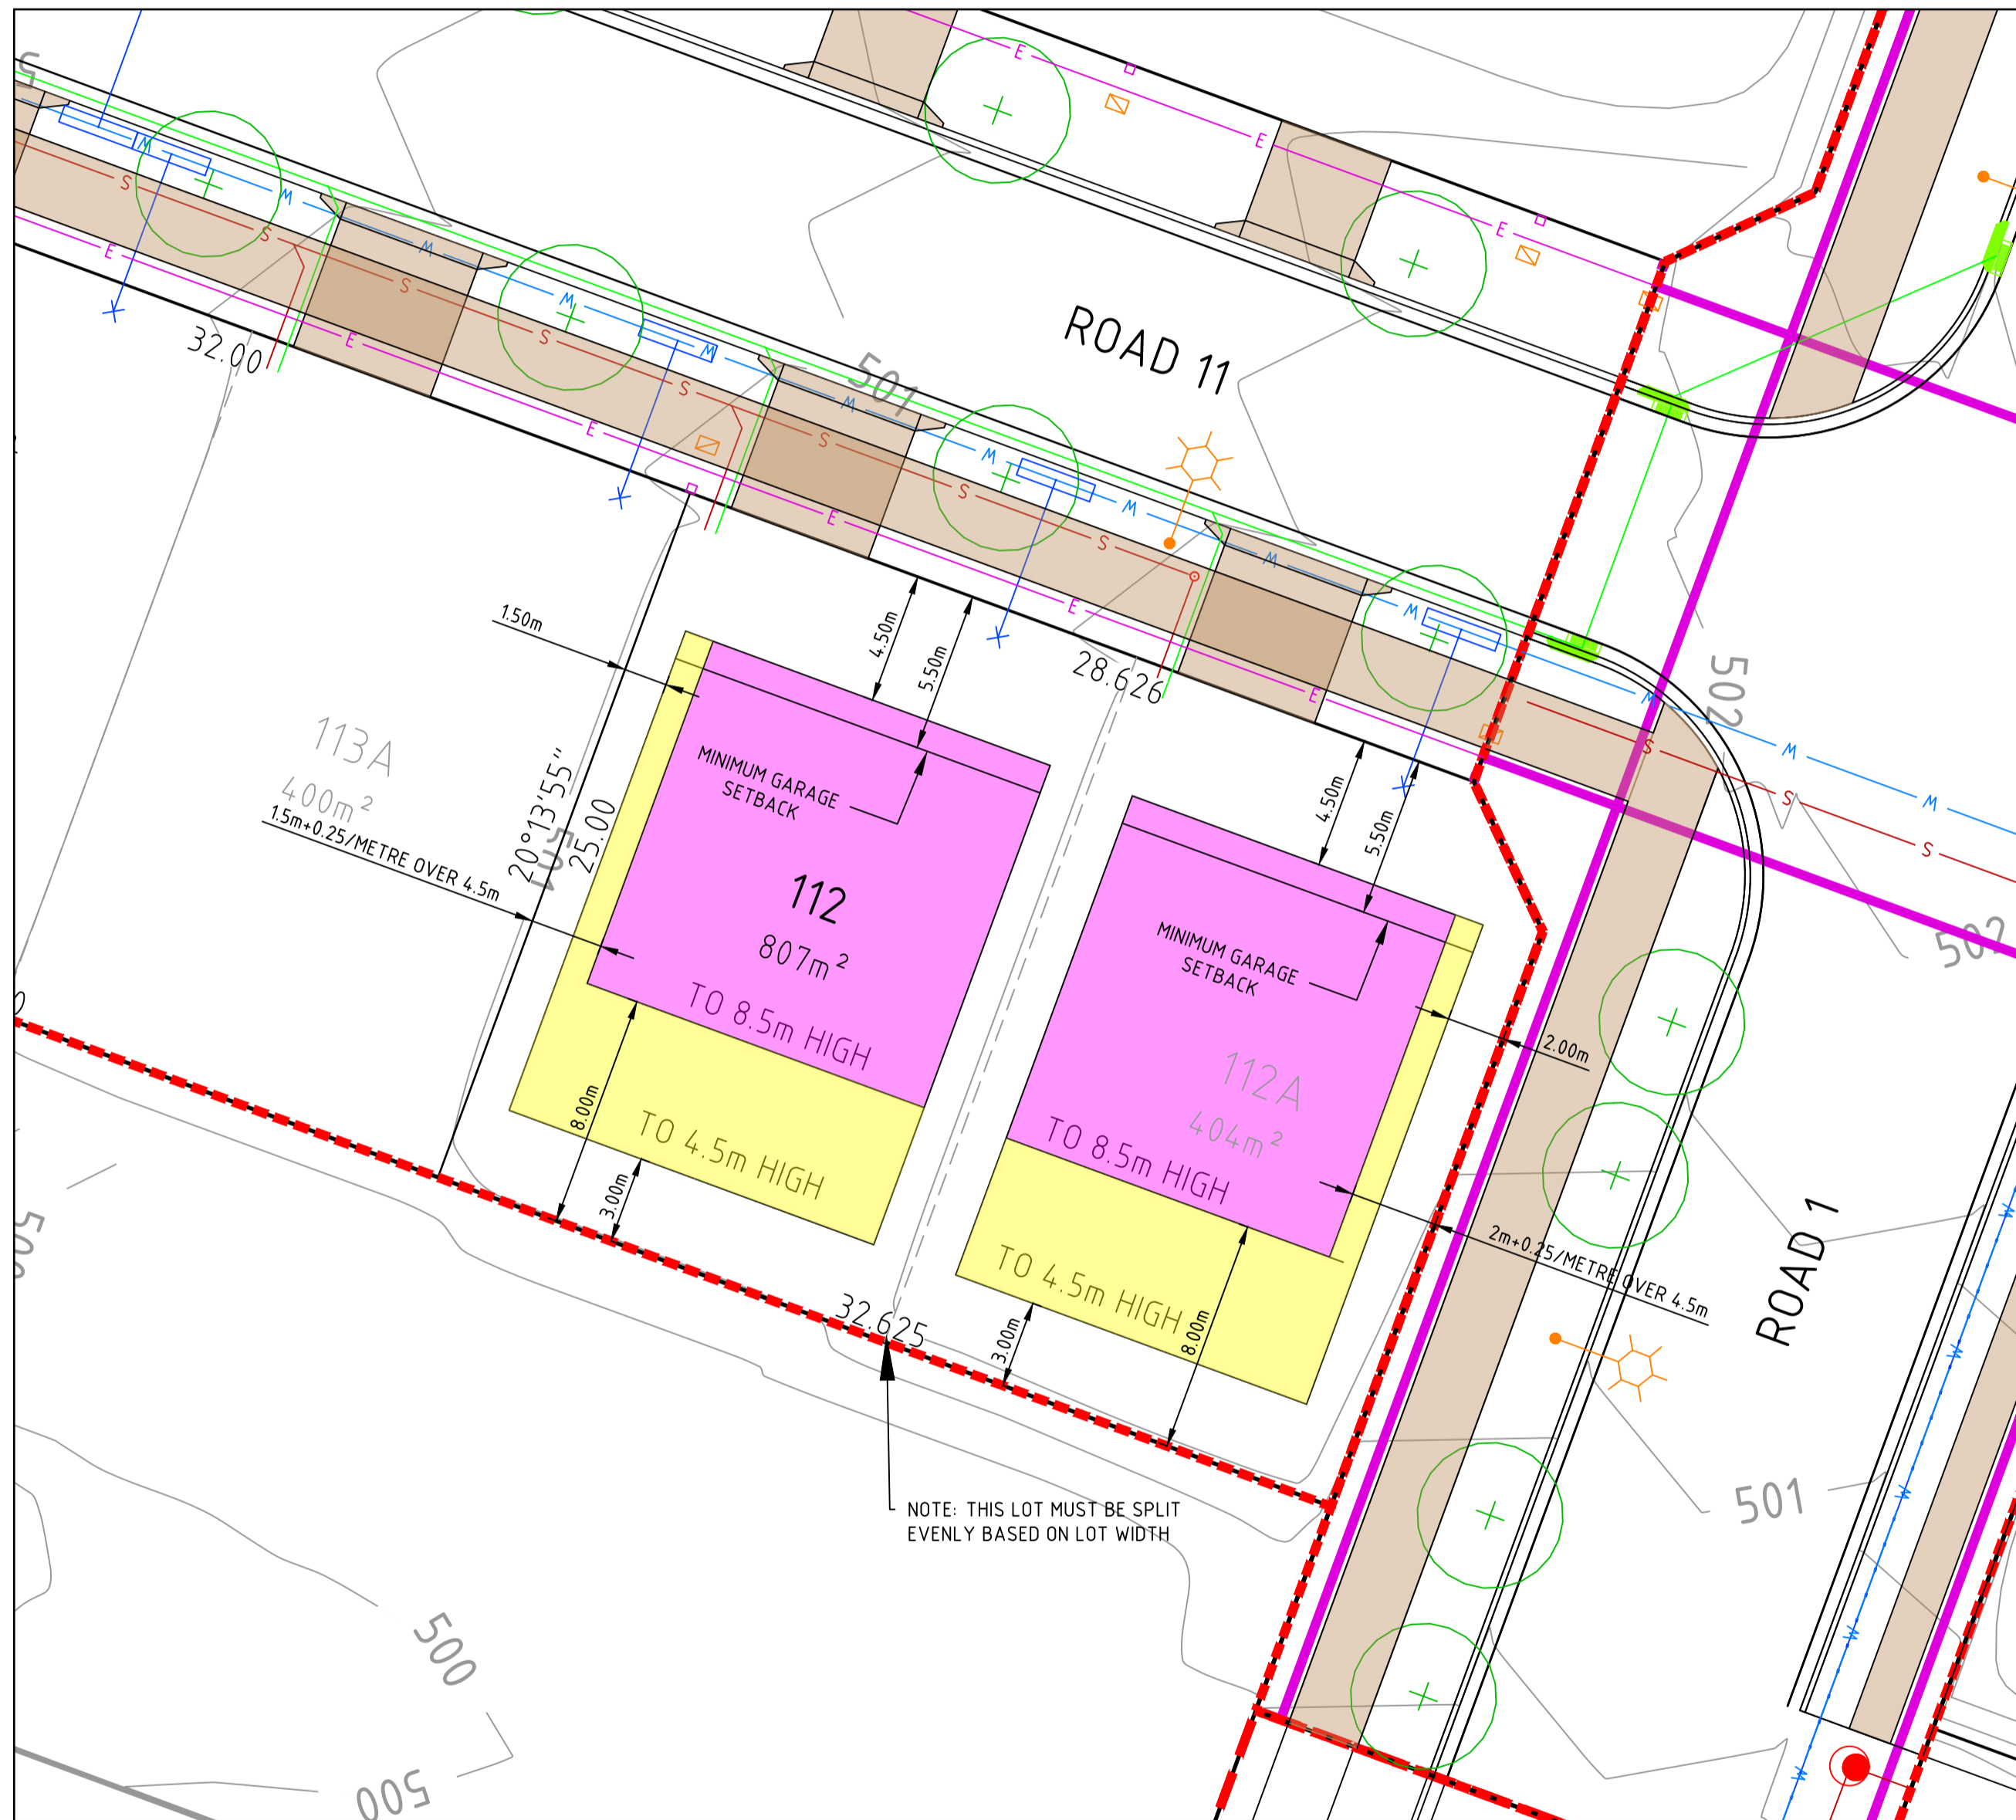 E
E
E
ROAD 11
W
W
W
W
W
W
W
W
W
W
W
S
S
S
S
S
S
S
S
S
S
E
E
E
E
E
E
32.00
501
28.626
502
502
1.50m
4.50m
5.50m
4.50m
5.50m
113A
400m²
1.5m+0.25/METRE OVER 4.5m
20°13'55"
25.00
501
MINIMUM GARAGE
SETBACK
112
807m²
TO 8.5m HIGH
TO 4.5m HIGH
8.00m
3.00m
MINIMUM GARAGE
SETBACK
112A
404m²
TO 8.5m HIGH
TO 4.5m HIGH
3.00m
8.00m
2.00m
2m+0.25/METRE OVER 4.5m
ROAD 1
32.625
NOTE: THIS LOT MUST BE SPLIT
EVENLY BASED ON LOT WIDTH
501
500
500
W
W
W
W
W